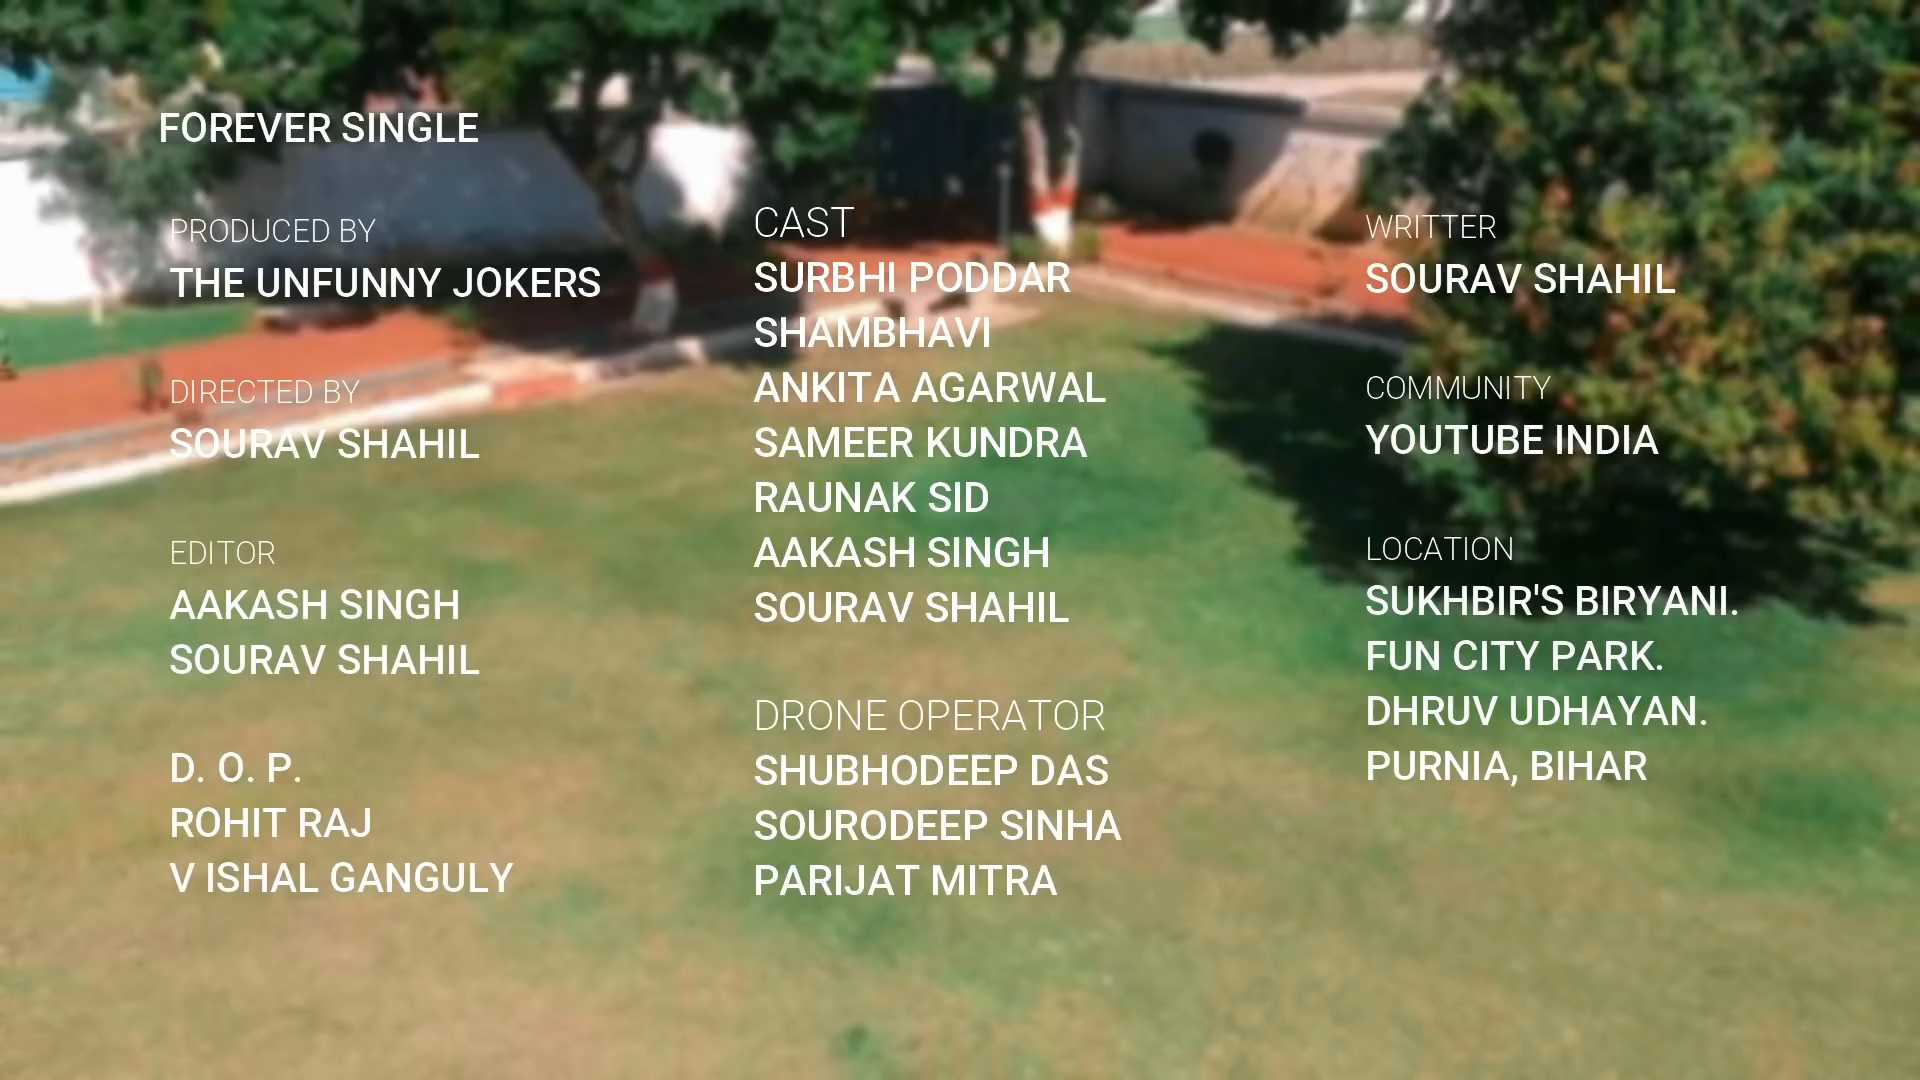 FOREVER SINGLE
PRODUCED BY
THE UNFUNNY JOKERS
DIRECTED BY
SOURAV SHAHIL
EDITOR
AAKASH SINGH
SOURAV SHAHIL
D. O. P.
ROHIT RAJ
V ISHAL GANGULY
CAST
SURBHI PODDAR
SHAMBHAVI
ANKITA AGARWAL
SAMEER KUNDRA
RAUNAK SID
AAKASH SINGH
SOURAV SHAHIL
DRONE OPERATOR
SHUBHODEEP DAS
SOURODEEP SINHA
PARIJAT MITRA
WRITTER
SOURAV SHAHIL
COMMUNITY
YOUTUBE INDIA
LOCATION
SUKHBIR'S BIRYANI.
FUN CITY PARK.
DHRUV UDHAYAN.
PURNIA, BIHAR